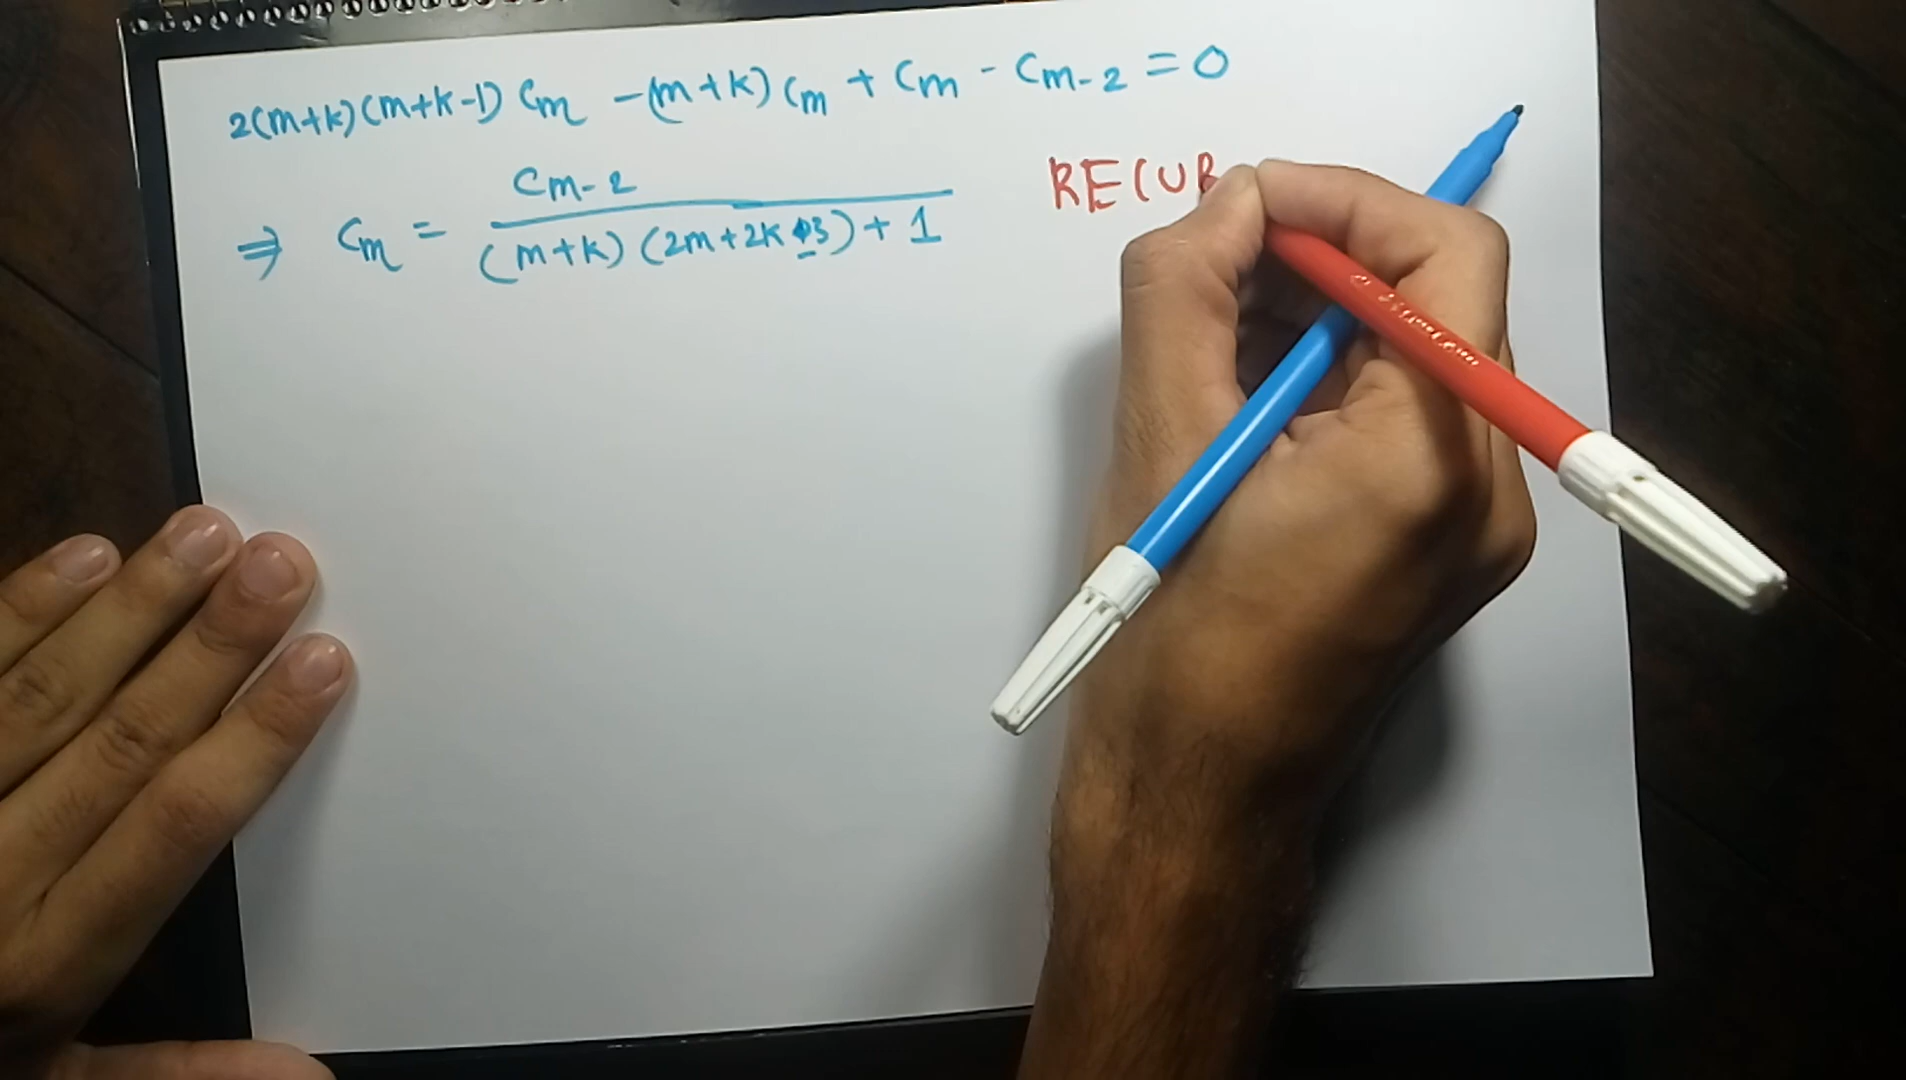 2(m+k)(m+k-1) Cm - (m+k) Cm + Cm - Cm-2 = 0
Cm-2
⇒ Cm = (m+k) (2m+2k-3) + 1
RECUR